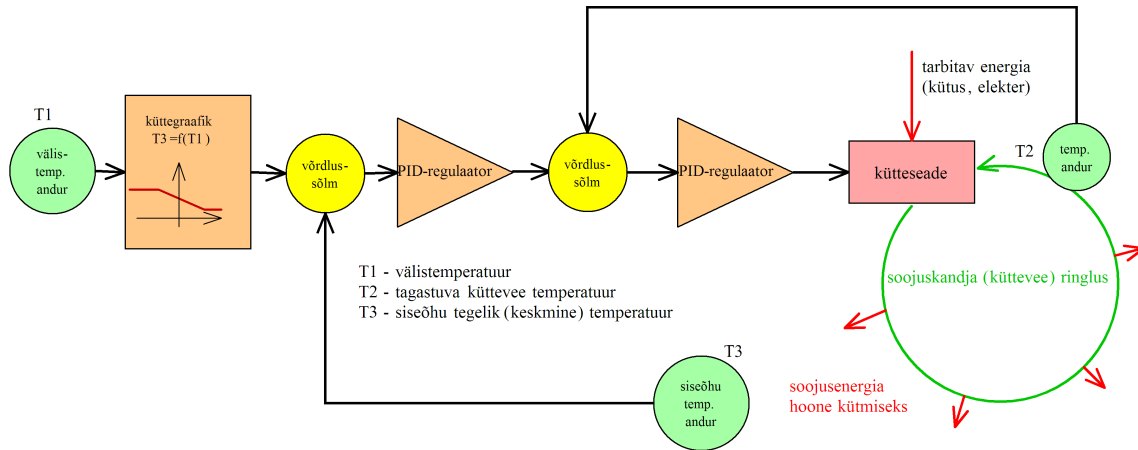 T1
välis-
temp.
andur
küttegraafik
T3 =f(T1)
võrdlus-
sõlm
PID-regulaator
võrdlus-
sõlm
PID-regulaator
tarbitav energia
(kütus, elekter)
kütteseade
T2
temp.
andur
soojuskandja (küttevee) ringlus
T1 - välistemperatuur
T2 - tagastuva küttevee temperatuur
T3 - siseõhu tegelik (keskmine) temperatuur
T3
siseõhu
temp.
andur
soojusenergia
hoone kütmiseks